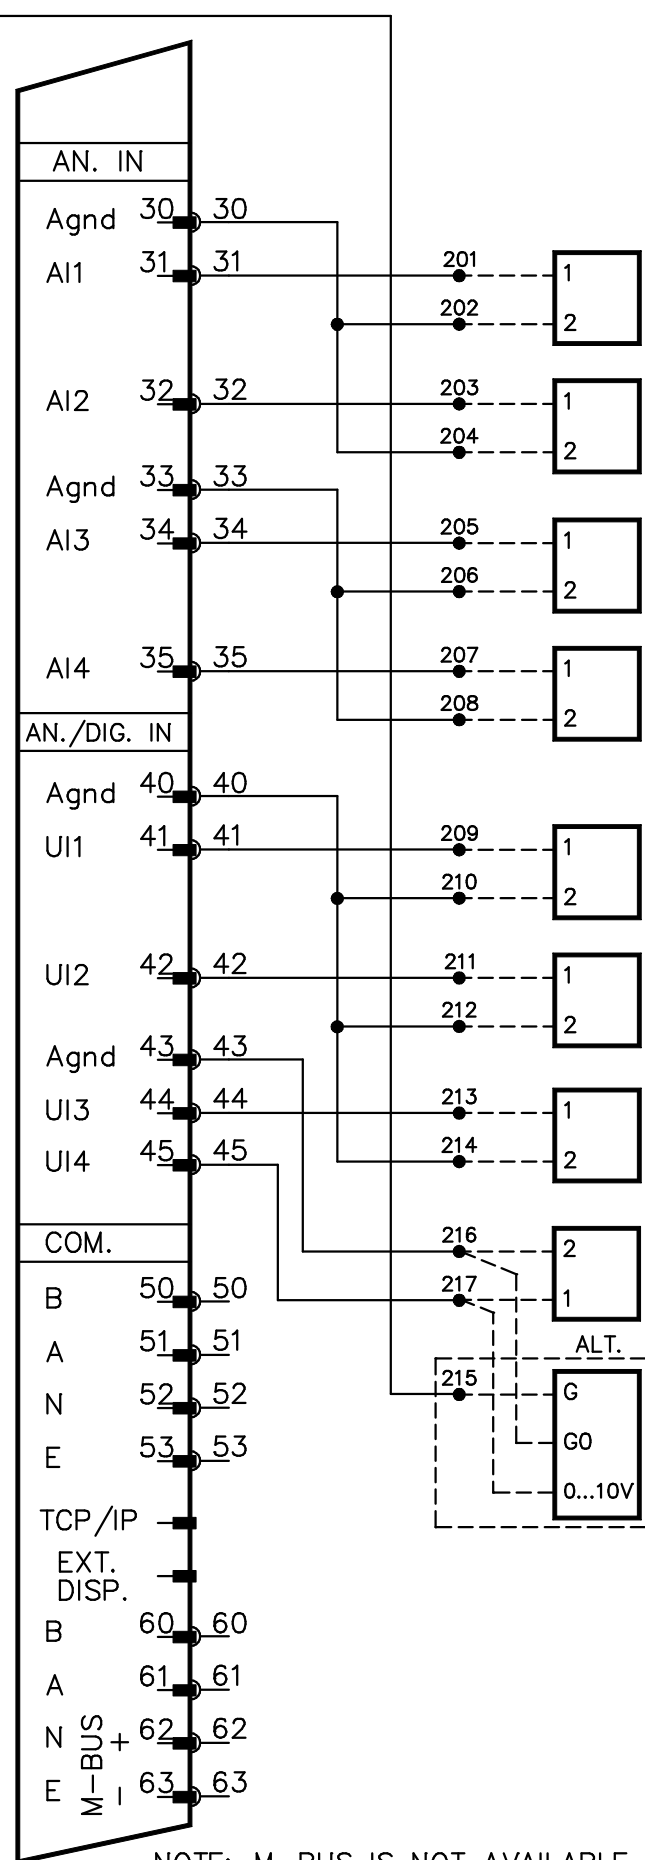 AN. IN
Agnd 30 30
AI1 31 31 201 1
202 2
AI2 32 32 203 1
204 2
Agnd 33 33
AI3 34 34 205 1
206 2
AI4 35 35 207 1
208 2
AN./DIG. IN
Agnd 40 40
UI1 41 41 209 1
210 2
UI2 42 42 211 1
212 2
Agnd 43 43
UI3 44 44 213 1
UI4 45 45 214 2
COM.
216 2
B 50 50 217 1
A 51 51 ALT.
N 52 52 215 G
E 53 53 G0
TCP/IP 0...10V
EXT.
DISP.
B 60 60
A 61 61
N M-BUS + 62 62
E – 63 63
NOTE: M-BUS IS NOT AVAILABLE